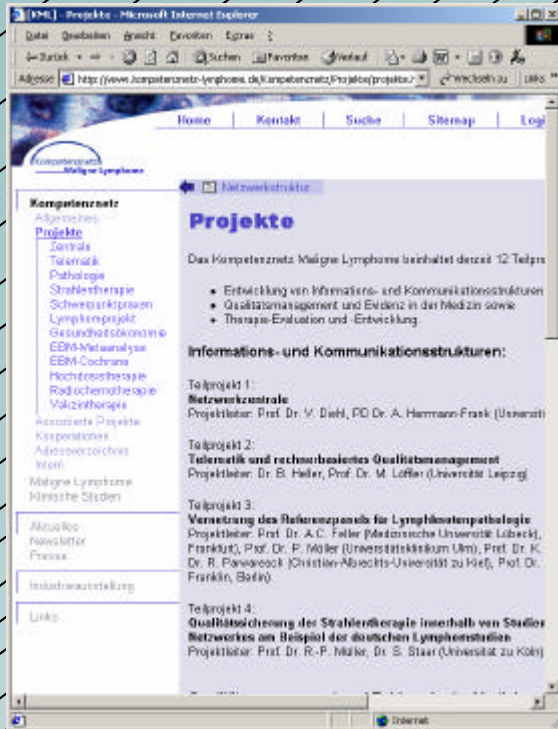 [KML] - Projekte - Microsoft Internet Explorer
Datei Bearbeiten Ansicht Favoriten Extras ?
Zurück Suchen Favoriten Verlauf
Adresse http://www.kompetenznetz-lymphome.de/Kompetenznetz/Projekte/projekte. Wechseln zu Links
Home Kontakt Suche Sitemap Logi
Kompetenznetz
Maligne Lymphome
Netzwerkstruktur
Kompetenznetz
Allgemeines
Projekte
Zentrale
Telematik
Pathologie
Strahlentherapie
Schwerpunktpraxen
Lymphomprojekt
Gesundheitsökonomie
EBM-Metaanalyse
EBM-Cochrane
Hochdosistherapie
Radiochemotherapie
Vakzintherapie
Assoziierte Projekte
Kooperationen
Adressverzeichnis
Intern
Maligne Lymphome
Klinische Studien
Aktuelles
Newsletter
Presse
Industrieausstellung
Links
Projekte
Das Kompetenznetz Maligne Lymphome beinhaltet derzeit 12 Teilpro
Entwicklung von Informations- und Kommunikationsstrukturen
Qualitätsmanagement und Evidenz in der Medizin sowie
Therapie-Evaluation und -Entwicklung.
Informations- und Kommunikationsstrukturen:
Teilprojekt 1:
Netzwerkzentrale
Projektleiter: Prof. Dr. V. Diehl, PD Dr. A. Herrmann-Frank (Universit
Teilprojekt 2:
Telematik und rechnerbasiertes Qualitätsmanagement
Projektleiter: Dr. B. Heller, Prof. Dr. M. Löffler (Universität Leipzig)
Teilprojekt 3:
Vernetzung des Referenzpanels für Lymphknotenpathologie
Projektleiter: Prof. Dr. A.C. Feller (Medizinische Universität Lübeck),
Frankfurt), Prof. Dr. P. Möller (Universitätsklinikum Ulm), Prof. Dr. K.
Dr. R. Parwaresch (Christian-Albrechts-Universität zu Kiel), Prof. Dr.
Franklin, Berlin)
Teilprojekt 4:
Qualitätssicherung der Strahlentherapie innerhalb von Studien
Netzwerkes am Beispiel der deutschen Lymphomstudien
Projektleiter: Prof. Dr. R.-P. Müller, Dr. S. Staar (Universität zu Köln)
Internet